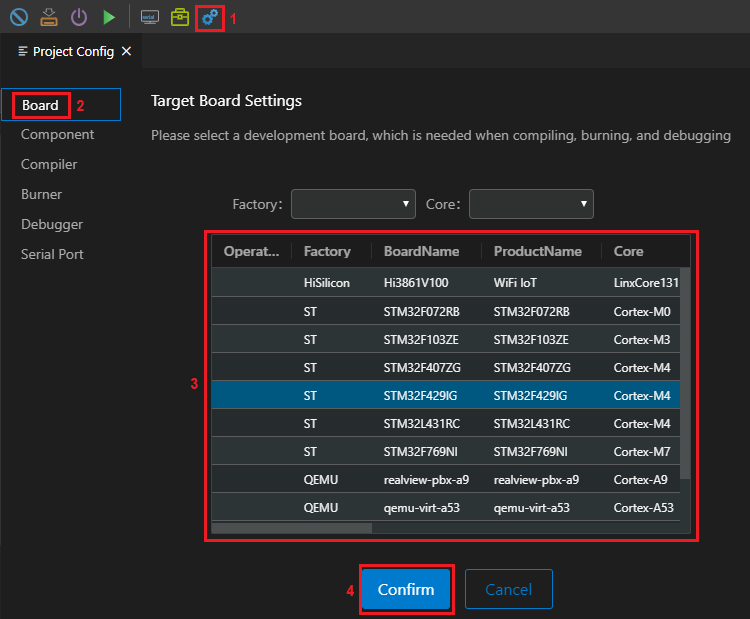 serial
1
Project Config ×
Board 2
Component
Compiler
Burner
Debugger
Serial Port
Target Board Settings
Please select a development board, which is needed when compiling, burning, and debugging
Factory: Core:
Operat... Factory BoardName ProductName Core
HiSilicon Hi3861V100 WiFi IoT LinxCore131
ST STM32F072RB STM32F072RB Cortex-M0
ST STM32F103ZE STM32F103ZE Cortex-M3
ST STM32F407ZG STM32F407ZG Cortex-M4
3
ST STM32F429IG STM32F429IG Cortex-M4
ST STM32L431RC STM32L431RC Cortex-M4
ST STM32F769NI STM32F769NI Cortex-M7
QEMU realview-pbx-a9 realview-pbx-a9 Cortex-A9
QEMU qemu-virt-a53 qemu-virt-a53 Cortex-A53
4 Confirm Cancel